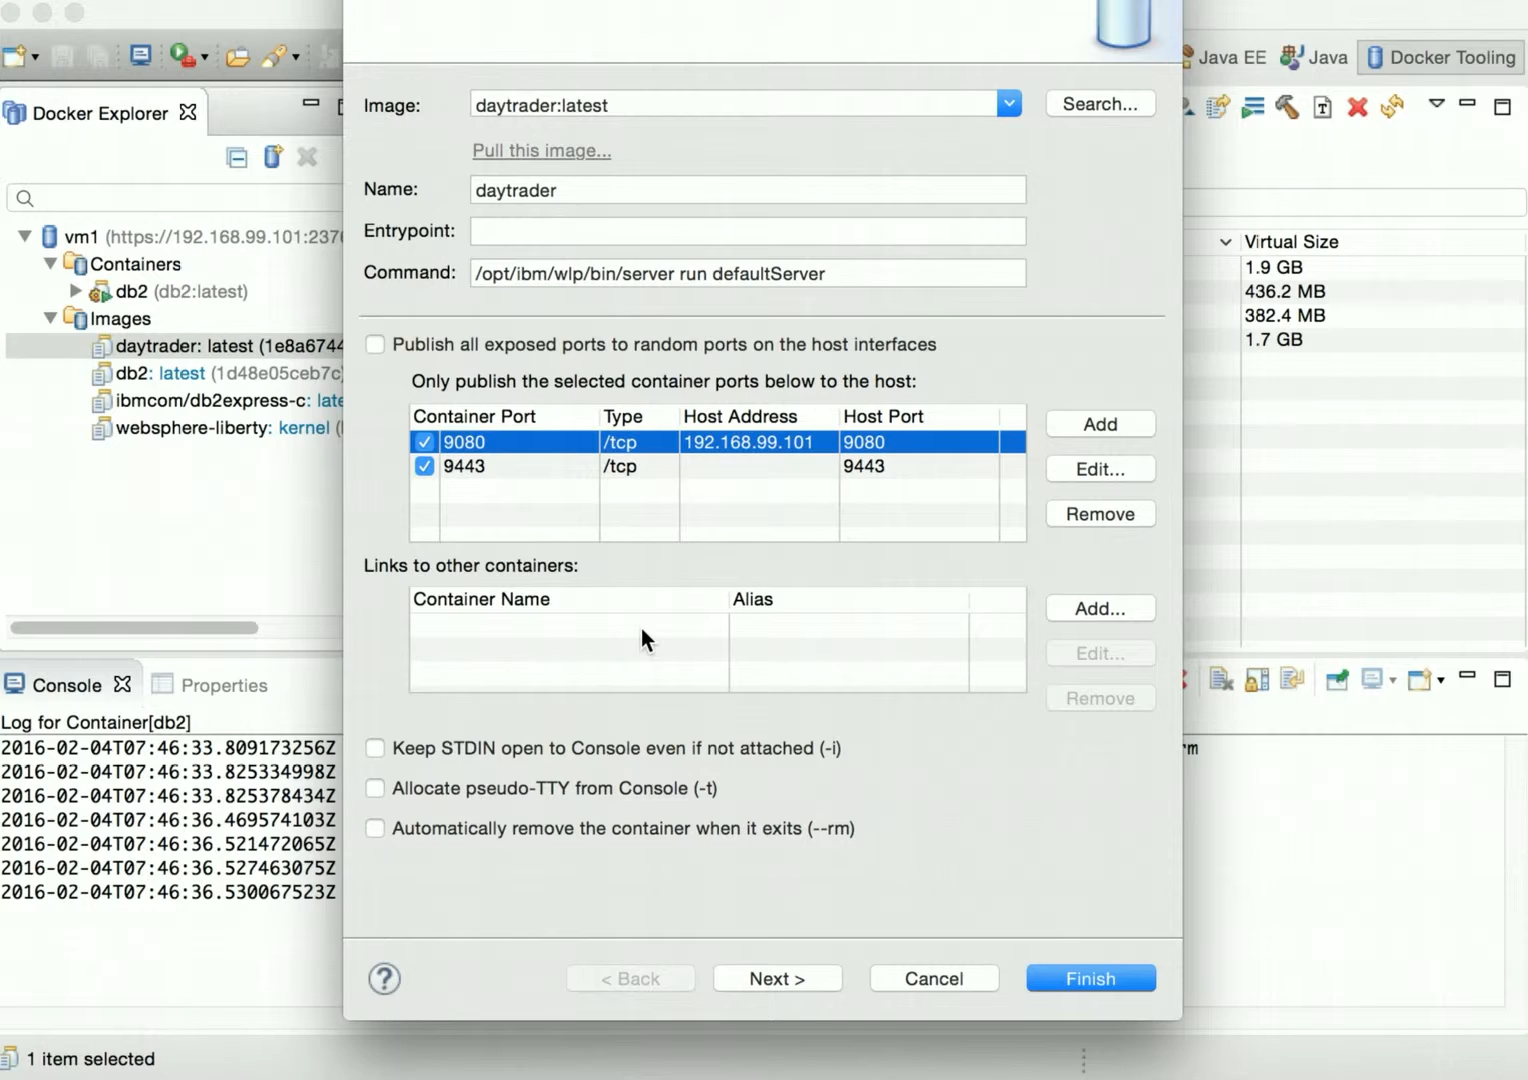 Java EE
Java
Docker Tooling
Docker Explorer
Image:
daytrader:latest
Search...
Pull this image...
Name:
daytrader
Entrypoint:
Command:
/opt/ibm/wlp/bin/server run defaultServer
vm1 (https://192.168.99.101:237
Containers
db2 (db2:latest)
Images
daytrader: latest (1e8a6744
db2: latest (1d48e05ceb7c)
ibmcom/db2express-c: late
websphere-liberty: kernel (
Virtual Size
1.9 GB
436.2 MB
382.4 MB
1.7 GB
Publish all exposed ports to random ports on the host interfaces
Only publish the selected container ports below to the host:
Container Port Type Host Address Host Port
9080 /tcp 192.168.99.101 9080
9443 /tcp 9443
Add
Edit...
Remove
Links to other containers:
Container Name Alias
Add...
Edit...
Remove
Keep STDIN open to Console even if not attached (-i)
Allocate pseudo-TTY from Console (-t)
Automatically remove the container when it exits (--rm)
? < Back Next > Cancel Finish
Console Properties
Log for Container[db2]
2016-02-04T07:46:33.809173256Z
2016-02-04T07:46:33.825334998Z
2016-02-04T07:46:33.825378434Z
2016-02-04T07:46:36.469574103Z
2016-02-04T07:46:36.521472065Z
2016-02-04T07:46:36.527463075Z
2016-02-04T07:46:36.530067523Z
rm
1 item selected